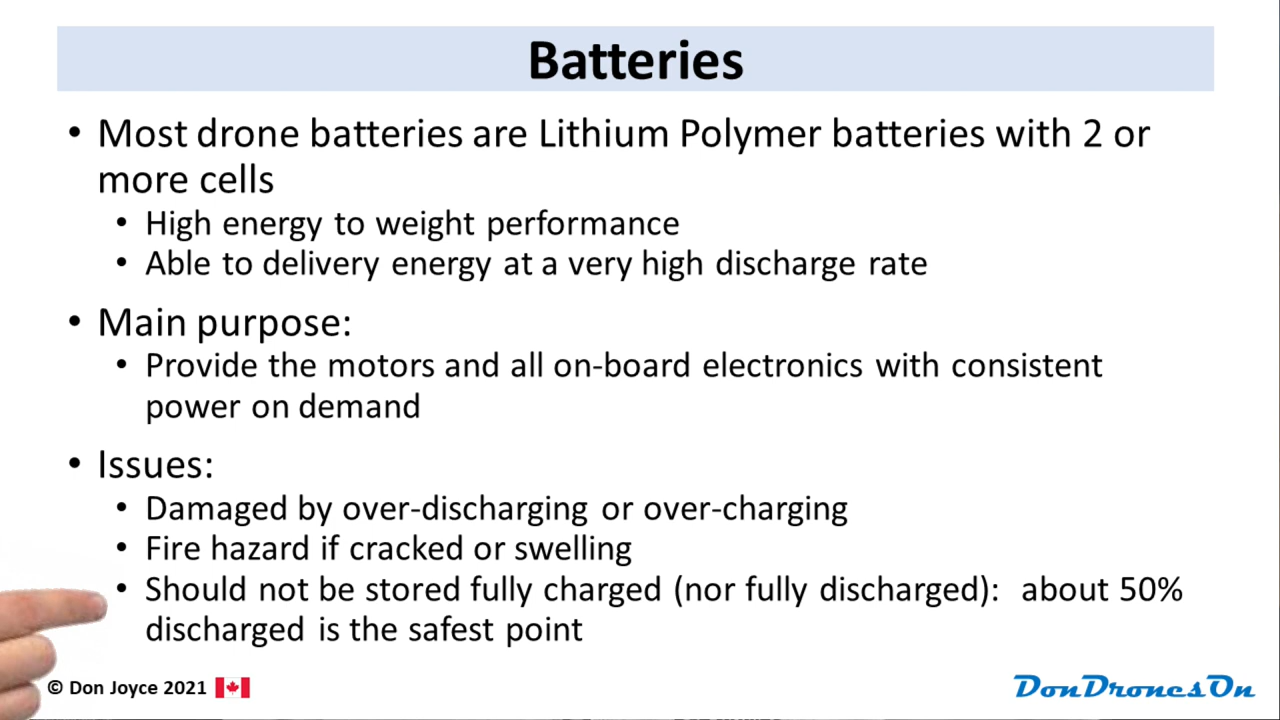 Batteries
• Most drone batteries are Lithium Polymer batteries with 2 or
more cells
• High energy to weight performance
• Able to delivery energy at a very high discharge rate
• Main purpose:
• Provide the motors and all on-board electronics with consistent
power on demand
• Issues:
• Damaged by over-discharging or over-charging
• Fire hazard if cracked or swelling
• Should not be stored fully charged (nor fully discharged): about 50%
discharged is the safest point
© Don Joyce 2021
DonDronesOn